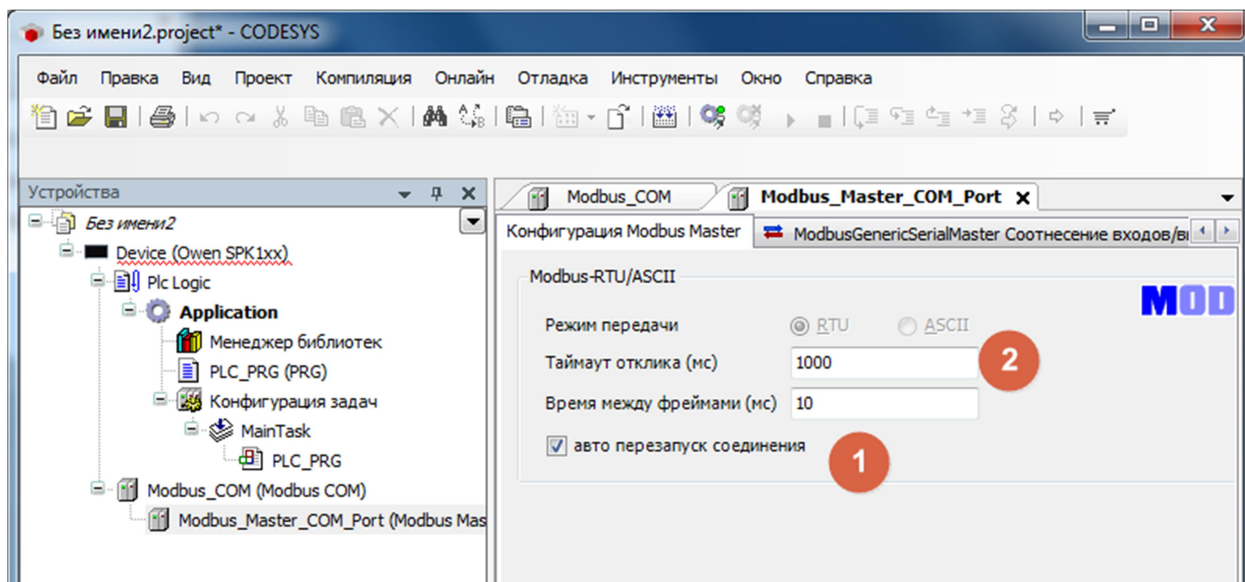 Без имени2.project* - CODESYS
Файл Правка Вид Проект Компиляция Онлайн Отладка Инструменты Окно Справка
Устройства
Без имени2
Device (Owen SPK1xx)
Plc Logic
Application
Менеджер библиотек
PLC_PRG (PRG)
Конфигурация задач
MainTask
PLC_PRG
Modbus_COM (Modbus COM)
Modbus_Master_COM_Port (Modbus Mas
Modbus_COM Modbus_Master_COM_Port
Конфигурация Modbus Master ModbusGenericSerialMaster Соотнесение входов/вы
Modbus-RTU/ASCII
MOD
Режим передачи RTU ASCII
Таймаут отклика (мс) 1000
2
Время между фреймами (мс) 10
авто перезапуск соединения
1